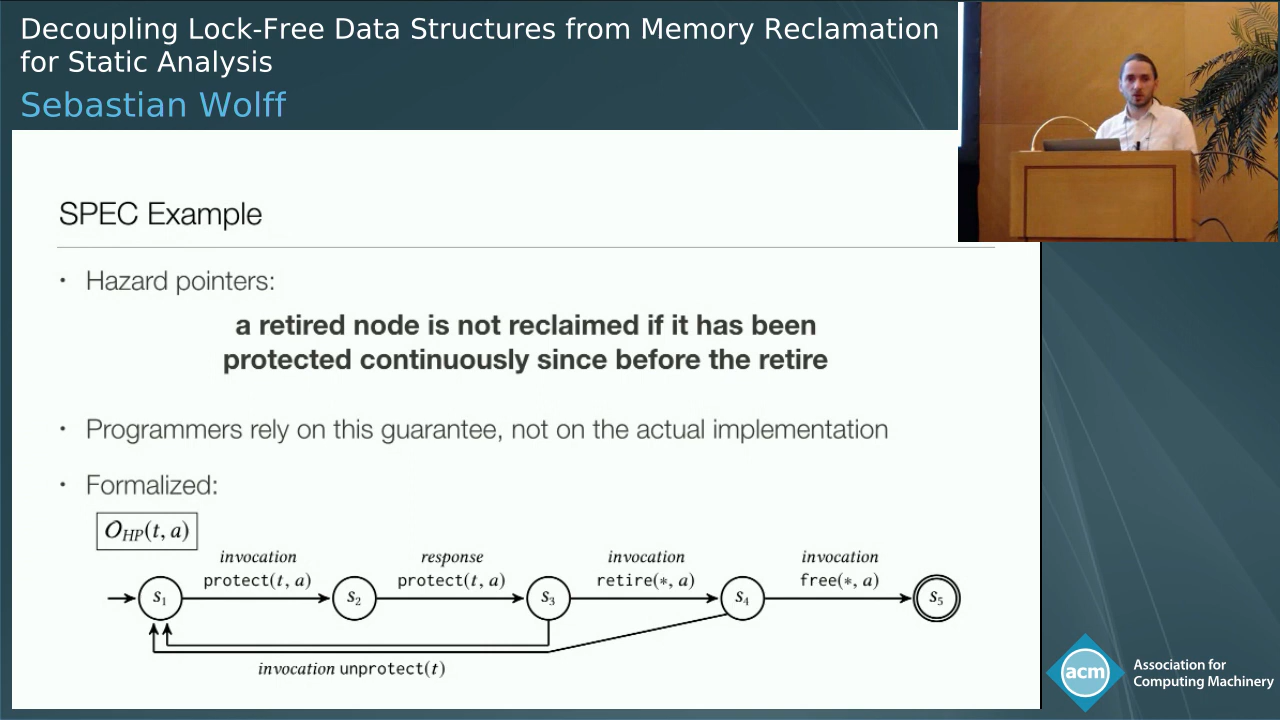 Decoupling Lock-Free Data Structures from Memory Reclamation
for Static Analysis
Sebastian Wolff
SPEC Example
• Hazard pointers:
a retired node is not reclaimed if it has been
protected continuously since before the retire
• Programmers rely on this guarantee, not on the actual implementation
• Formalized:
O_HP(t, a)
invocation
protect(t, a)
response
protect(t, a)
invocation
retire(*, a)
invocation
free(*, a)
s1
s2
s3
s4
s5
invocation unprotect(t)
acm
Association for
Computing Machinery